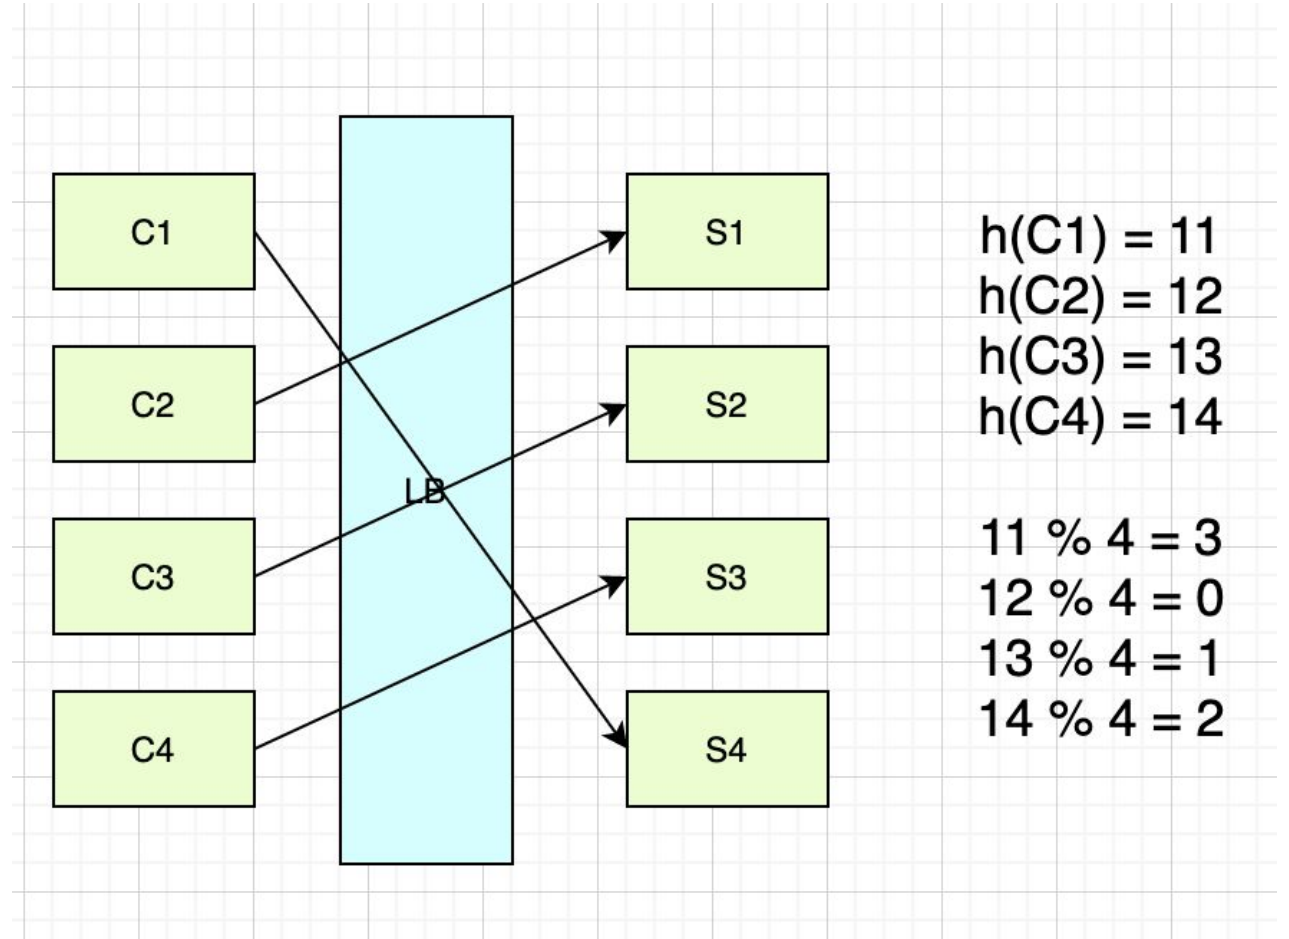 C1
C2
C3
C4
LB
S1
S2
S3
S4
h(C1) = 11
h(C2) = 12
h(C3) = 13
h(C4) = 14
11 % 4 = 3
12 % 4 = 0
13 % 4 = 1
14 % 4 = 2